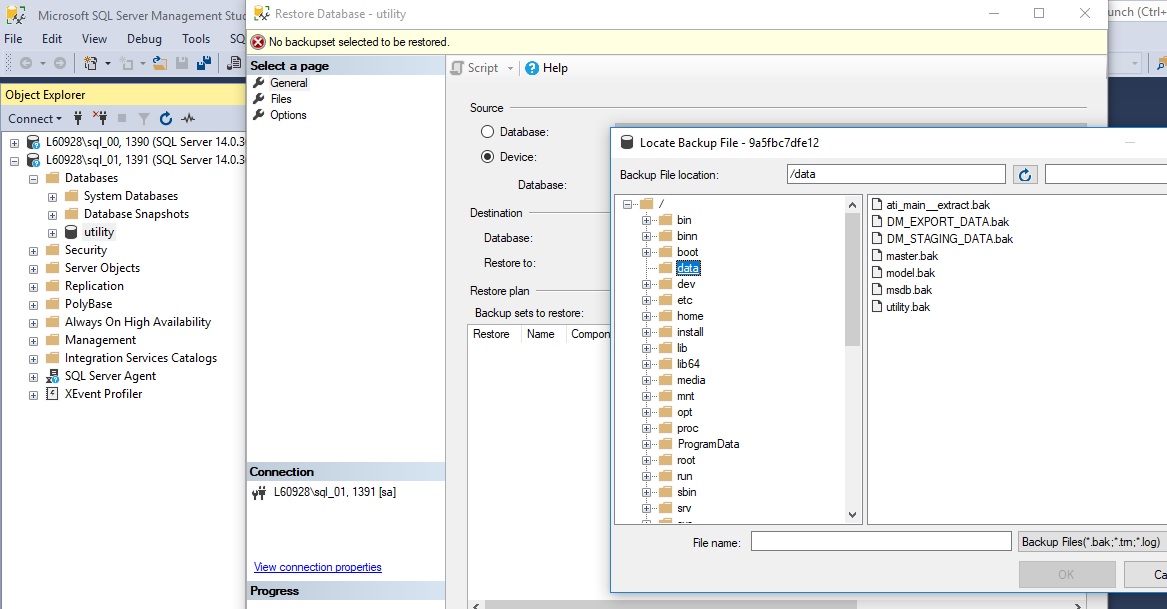 Microsoft SQL Server Management Stu
Restore Database - utility
unch (Ctrl+
File Edit View Debug Tools SQ
No backupset selected to be restored.
Select a page
General
Files
Options
Script
Help
Object Explorer
Connect
L60928\sql_00, 1390 (SQL Server 14.0.3
L60928\sql_01, 1391 (SQL Server 14.0.30
Databases
System Databases
Database Snapshots
utility
Security
Server Objects
Replication
PolyBase
Always On High Availability
Management
Integration Services Catalogs
SQL Server Agent
XEvent Profiler
Source
Database:
Device:
Database:
Destination
Database:
Restore to:
Restore plan
Backup sets to restore:
Restore Name Compon
Connection
L60928\sql_01, 1391 [sa]
View connection properties
Progress
Locate Backup File - 9a5fbc7dfe12
Backup File location:
/data
/
bin
binn
boot
data
dev
etc
home
install
lib
lib64
media
mnt
opt
proc
ProgramData
root
run
sbin
srv
ati_main__extract.bak
DM_EXPORT_DATA.bak
DM_STAGING_DATA.bak
master.bak
model.bak
msdb.bak
utility.bak
File name:
Backup Files(*.bak;*.trn;*.log)
OK
Ca